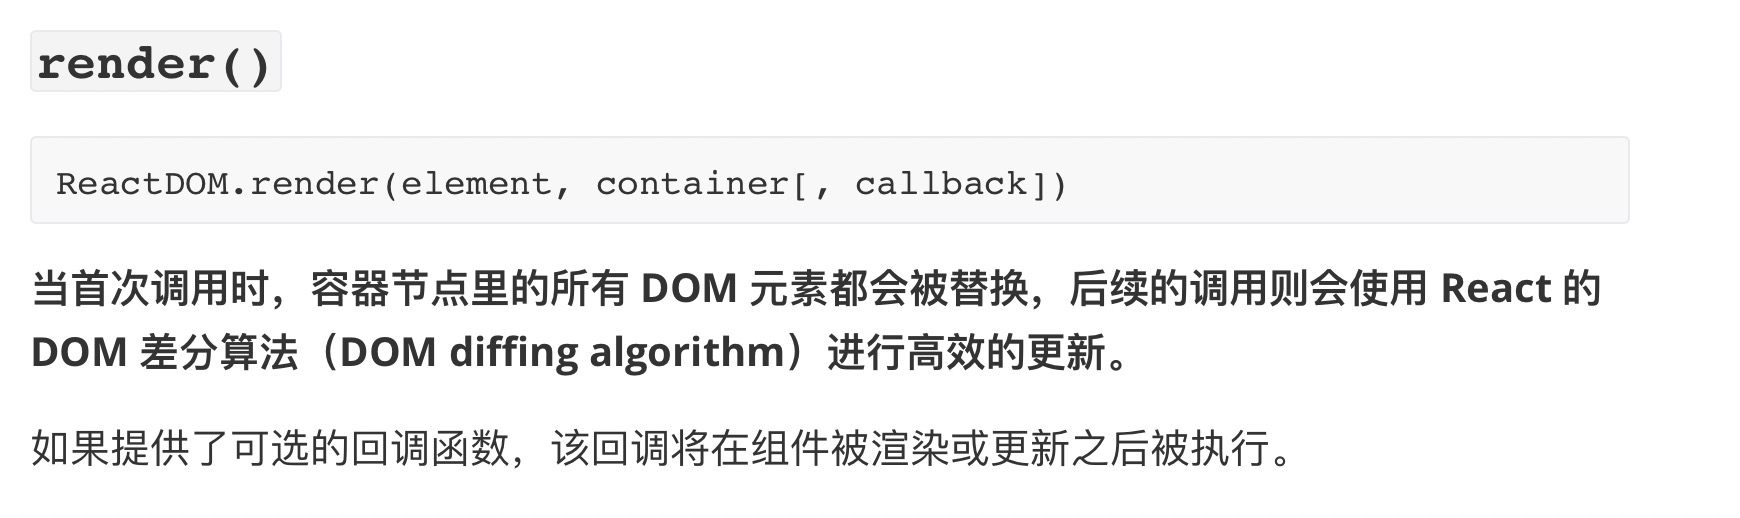 render()
ReactDOM.render(element, container[, callback])
当首次调用时，容器节点里的所有 DOM 元素都会被替换，后续的调用则会使用 React 的
DOM 差分算法（DOM diffing algorithm）进行高效的更新。
如果提供了可选的回调函数，该回调将在组件被渲染或更新之后被执行。